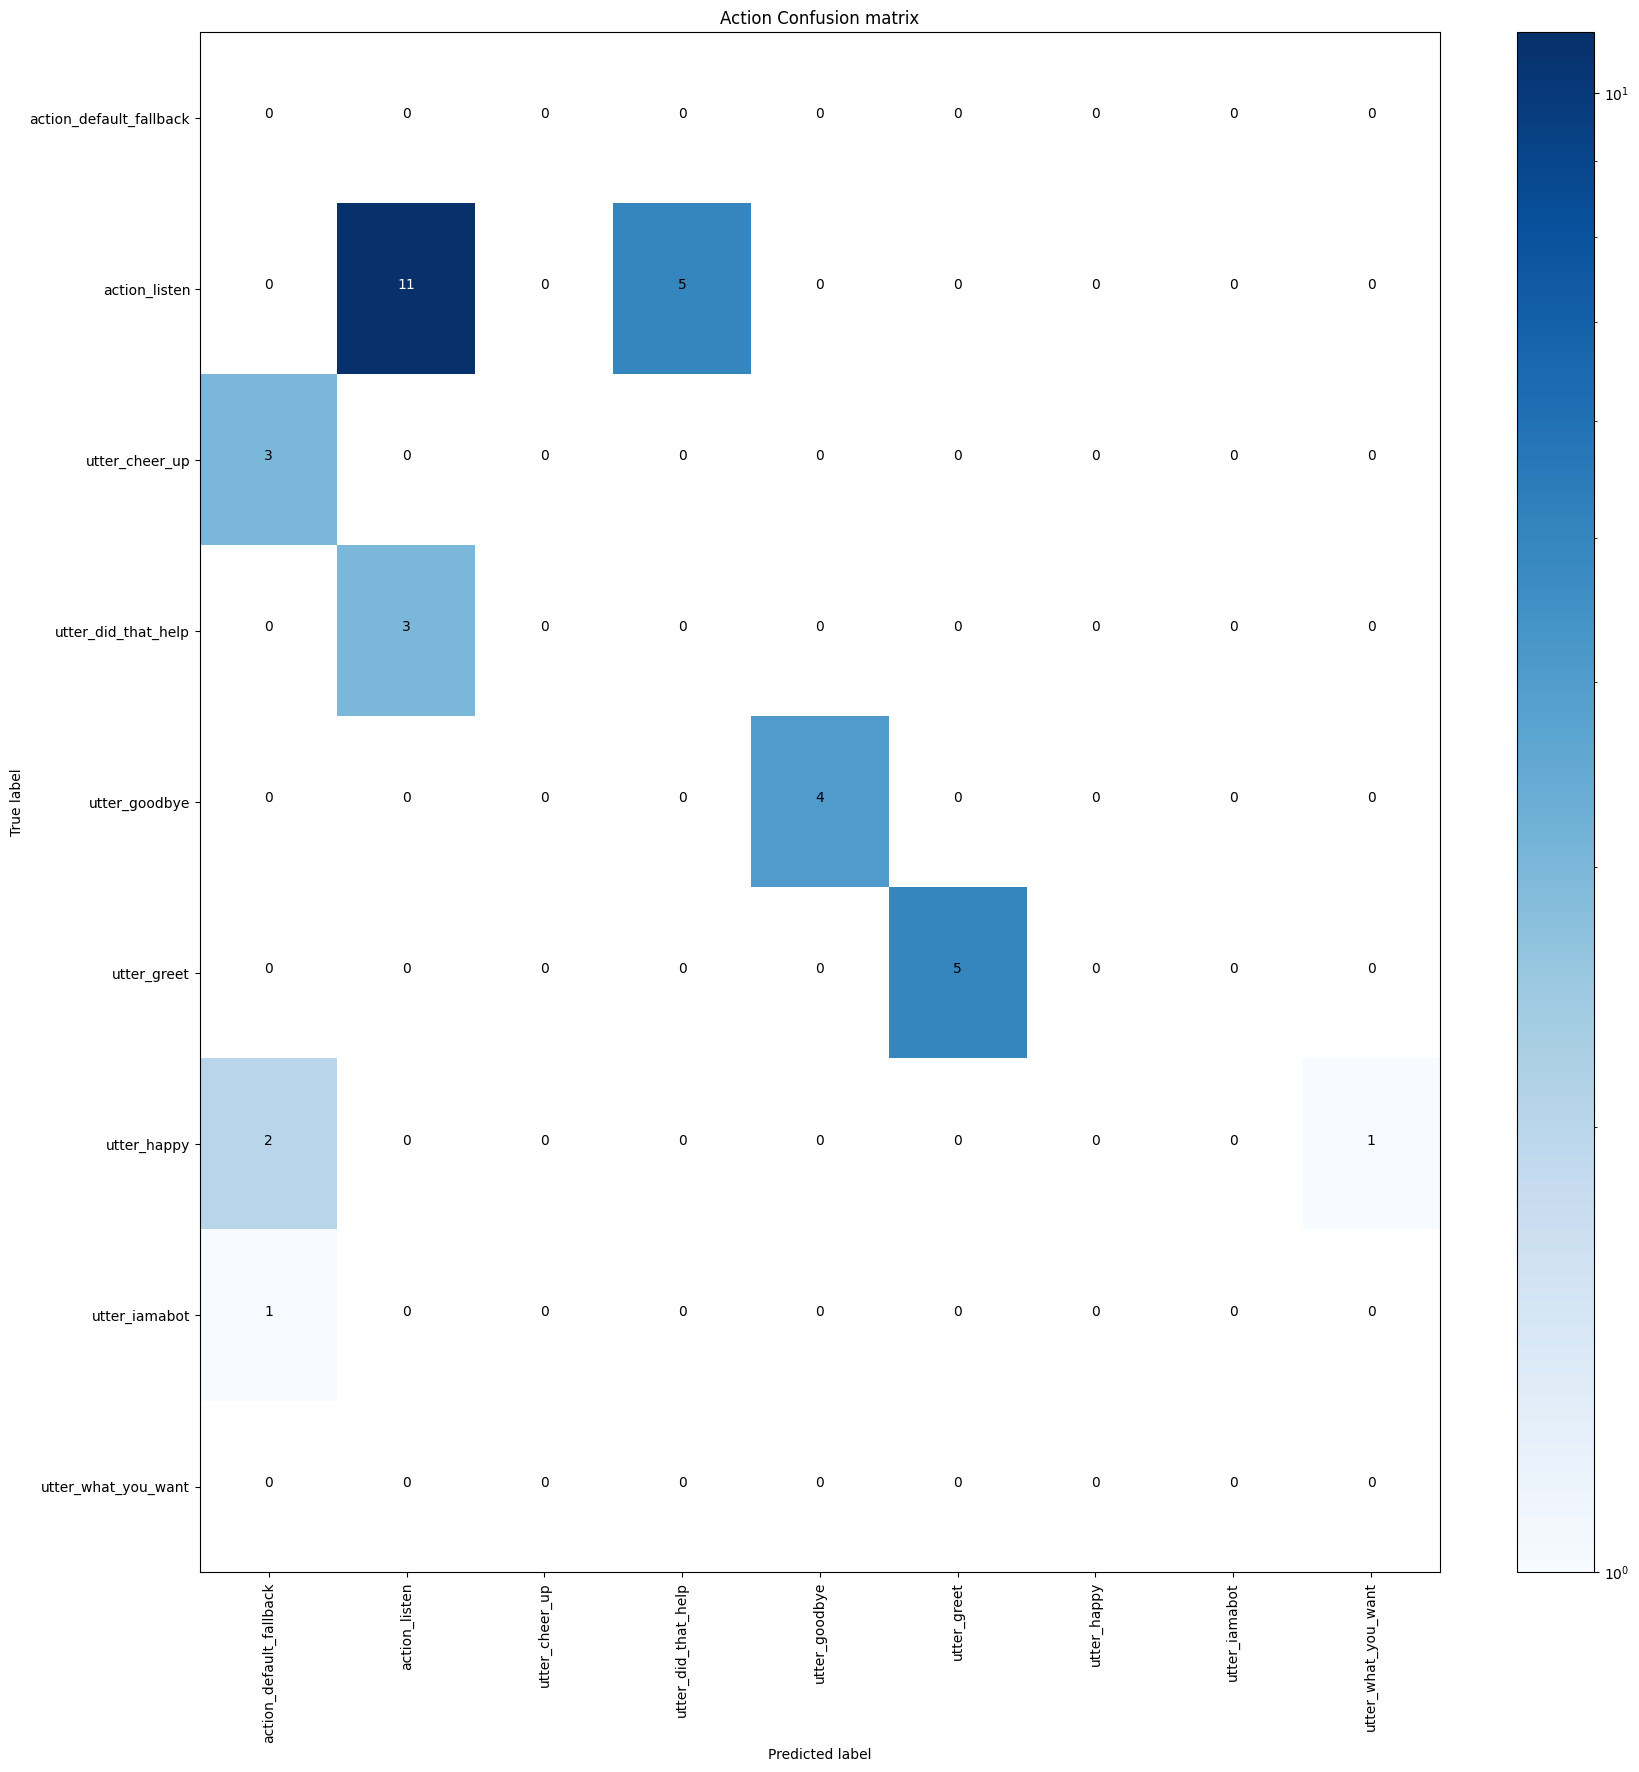 Action Confusion matrix
action_default_fallback 0 0 0 0 0 0 0 0 0
action_listen 0 11 0 5 0 0 0 0 0
utter_cheer_up 3 0 0 0 0 0 0 0 0
utter_did_that_help 0 3 0 0 0 0 0 0 0
utter_goodbye 0 0 0 0 4 0 0 0 0
utter_greet 0 0 0 0 0 5 0 0 0
utter_happy 2 0 0 0 0 0 0 0 1
utter_iamabot 1 0 0 0 0 0 0 0 0
utter_what_you_want 0 0 0 0 0 0 0 0 0
True label
action_default_fallback
action_listen
utter_cheer_up
utter_did_that_help
utter_goodbye
utter_greet
utter_happy
utter_iamabot
utter_what_you_want
Predicted label
10¹
10⁰